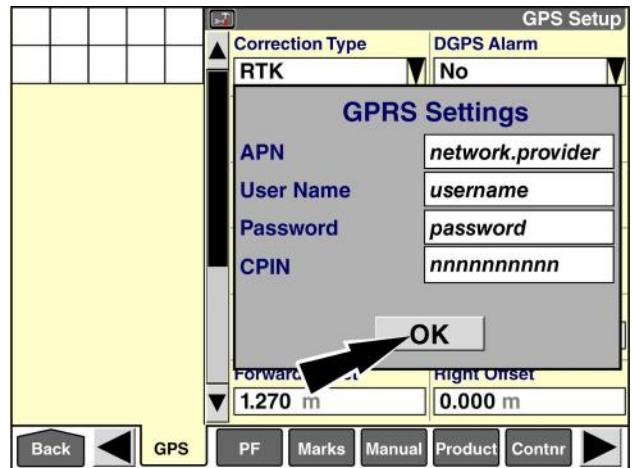 GPS Setup
Correction Type DGPS Alarm
RTK No
GPRS Settings
APN network.provider
User Name username
Password password
CPIN nnnnnnnnnn
OK
Right Offset
1.270 m 0.000 m
Back GPS PF Marks Manual Product Contnr